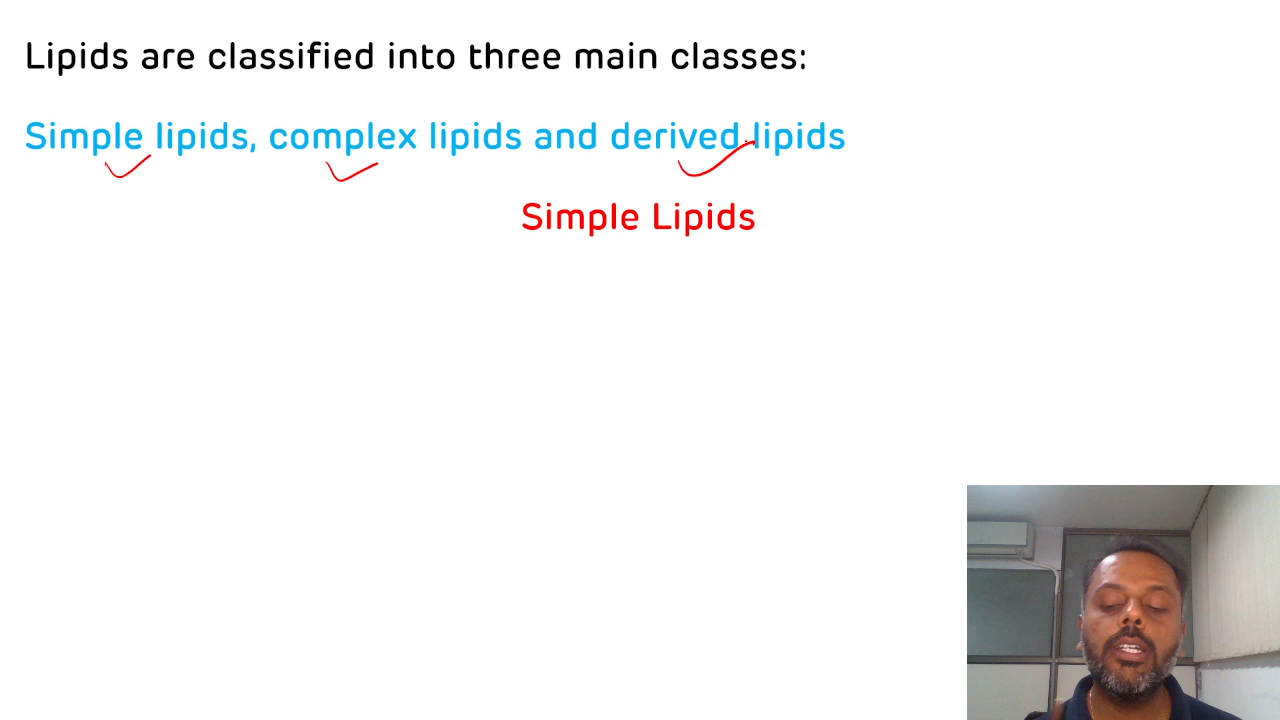 Lipids are classified into three main classes:
Simple lipids, complex lipids and derived lipids
Simple Lipids